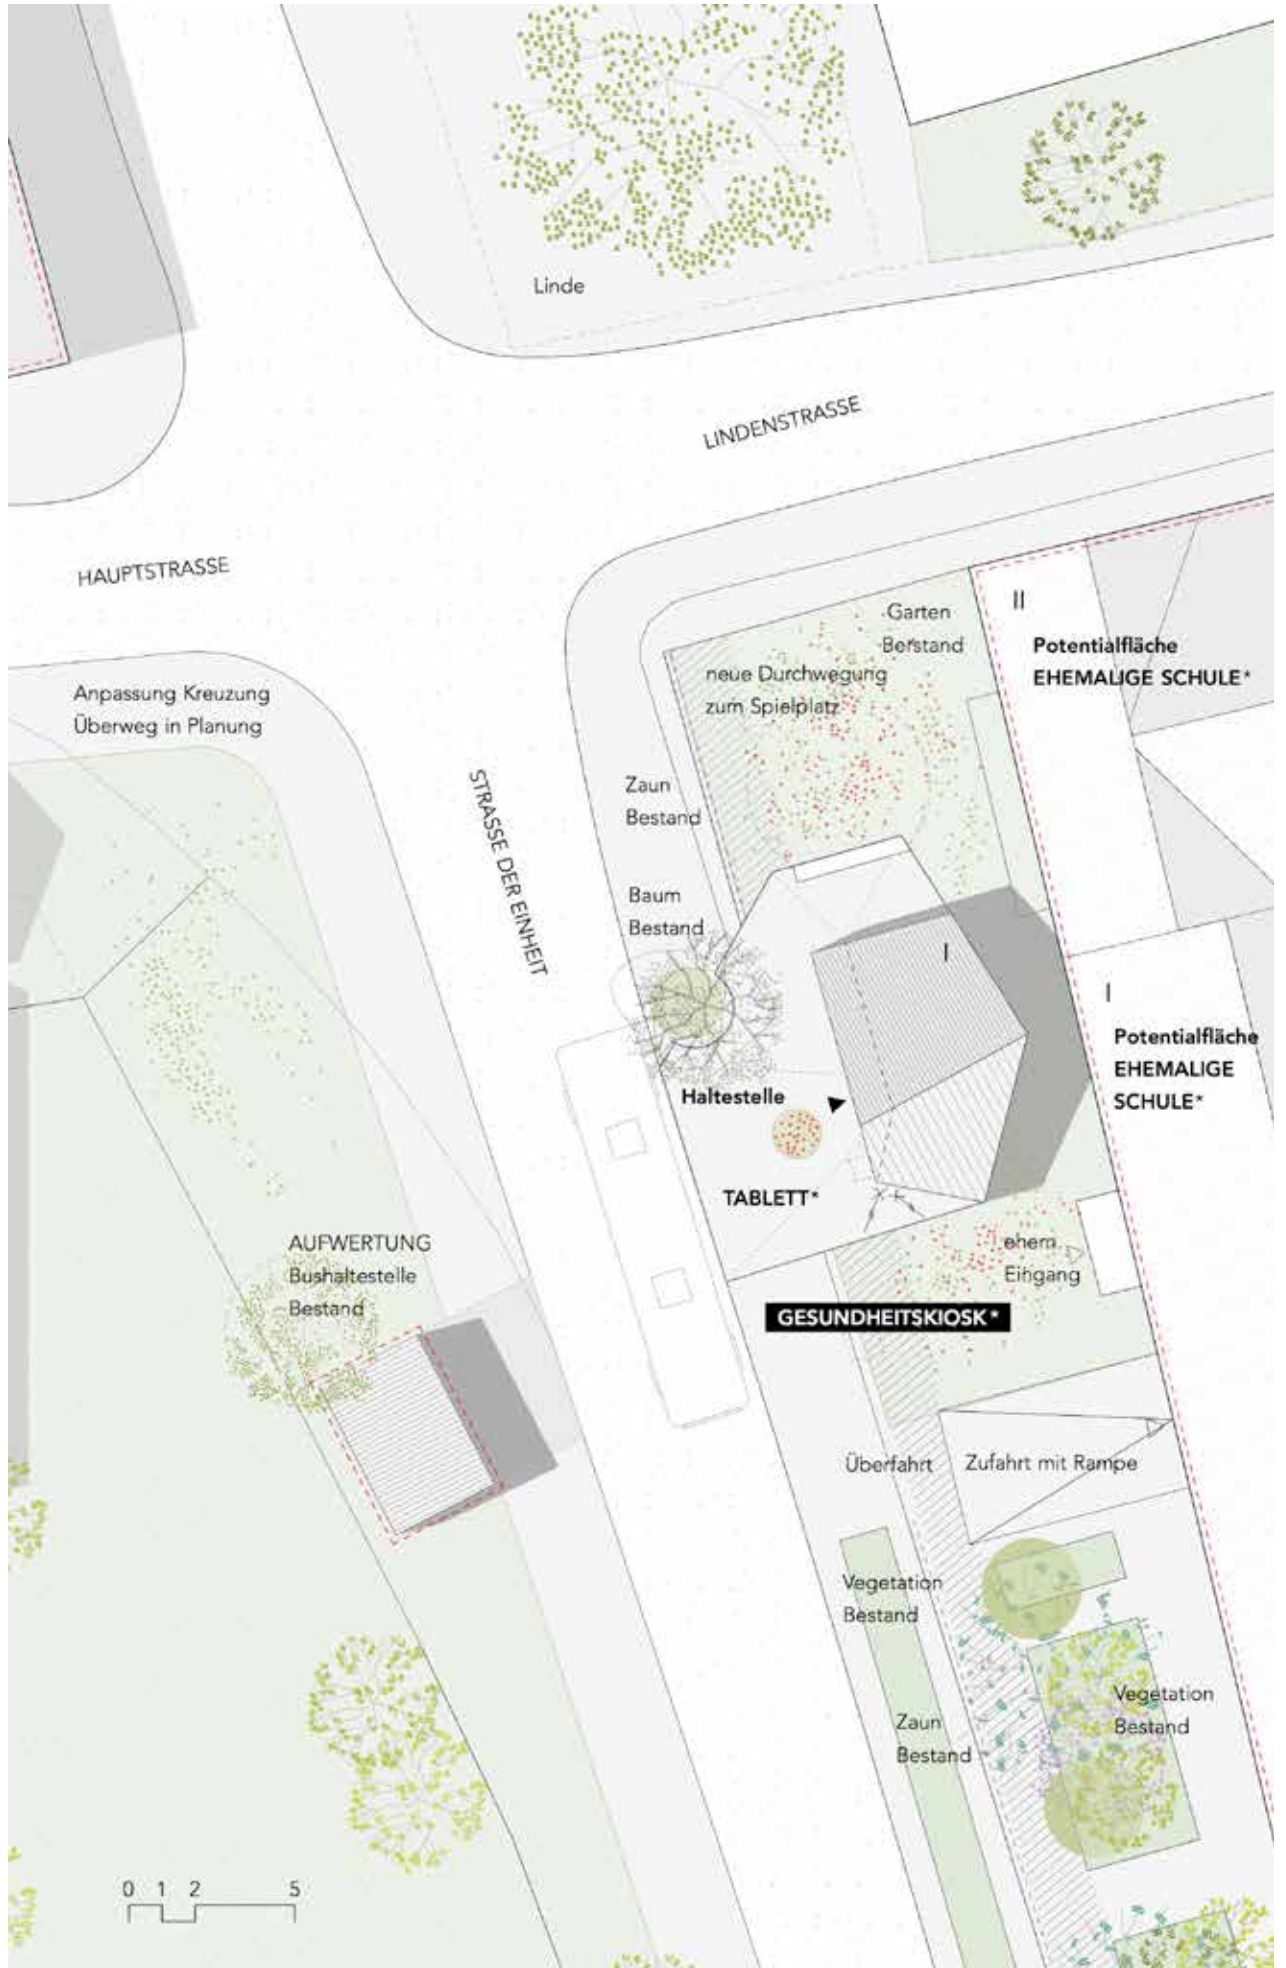 Linde
LINDENSTRASSE
HAUPTSTRASSE
Garten
Berstand
II
Potentialfläche
EHEMALIGE SCHULE*
neue Durchwegung
zum Spielplatz
Anpassung Kreuzung
Überweg in Planung
STRASSE DER EINHEIT
Zaun
Bestand
Baum
Bestand
I
I
Potentialfläche
EHEMALIGE
SCHULE*
Haltestelle
TABLETT*
AUFWERTUNG
Bushaltestelle
Bestand
ehem.
Eingang
GESUNDHEITSKIOSK*
Überfahrt
Zufahrt mit Rampe
Vegetation
Bestand
Vegetation
Bestand
Zaun
Bestand
0 1 2 5